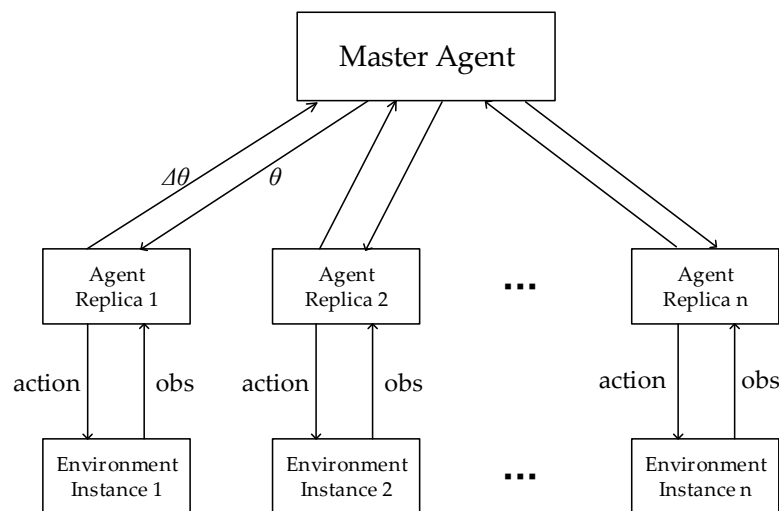 Master Agent
Δθ
θ
Agent
Replica 1
Agent
Replica 2
...
Agent
Replica n
action
obs
action
obs
action
obs
Environment
Instance 1
Environment
Instance 2
...
Environment
Instance n